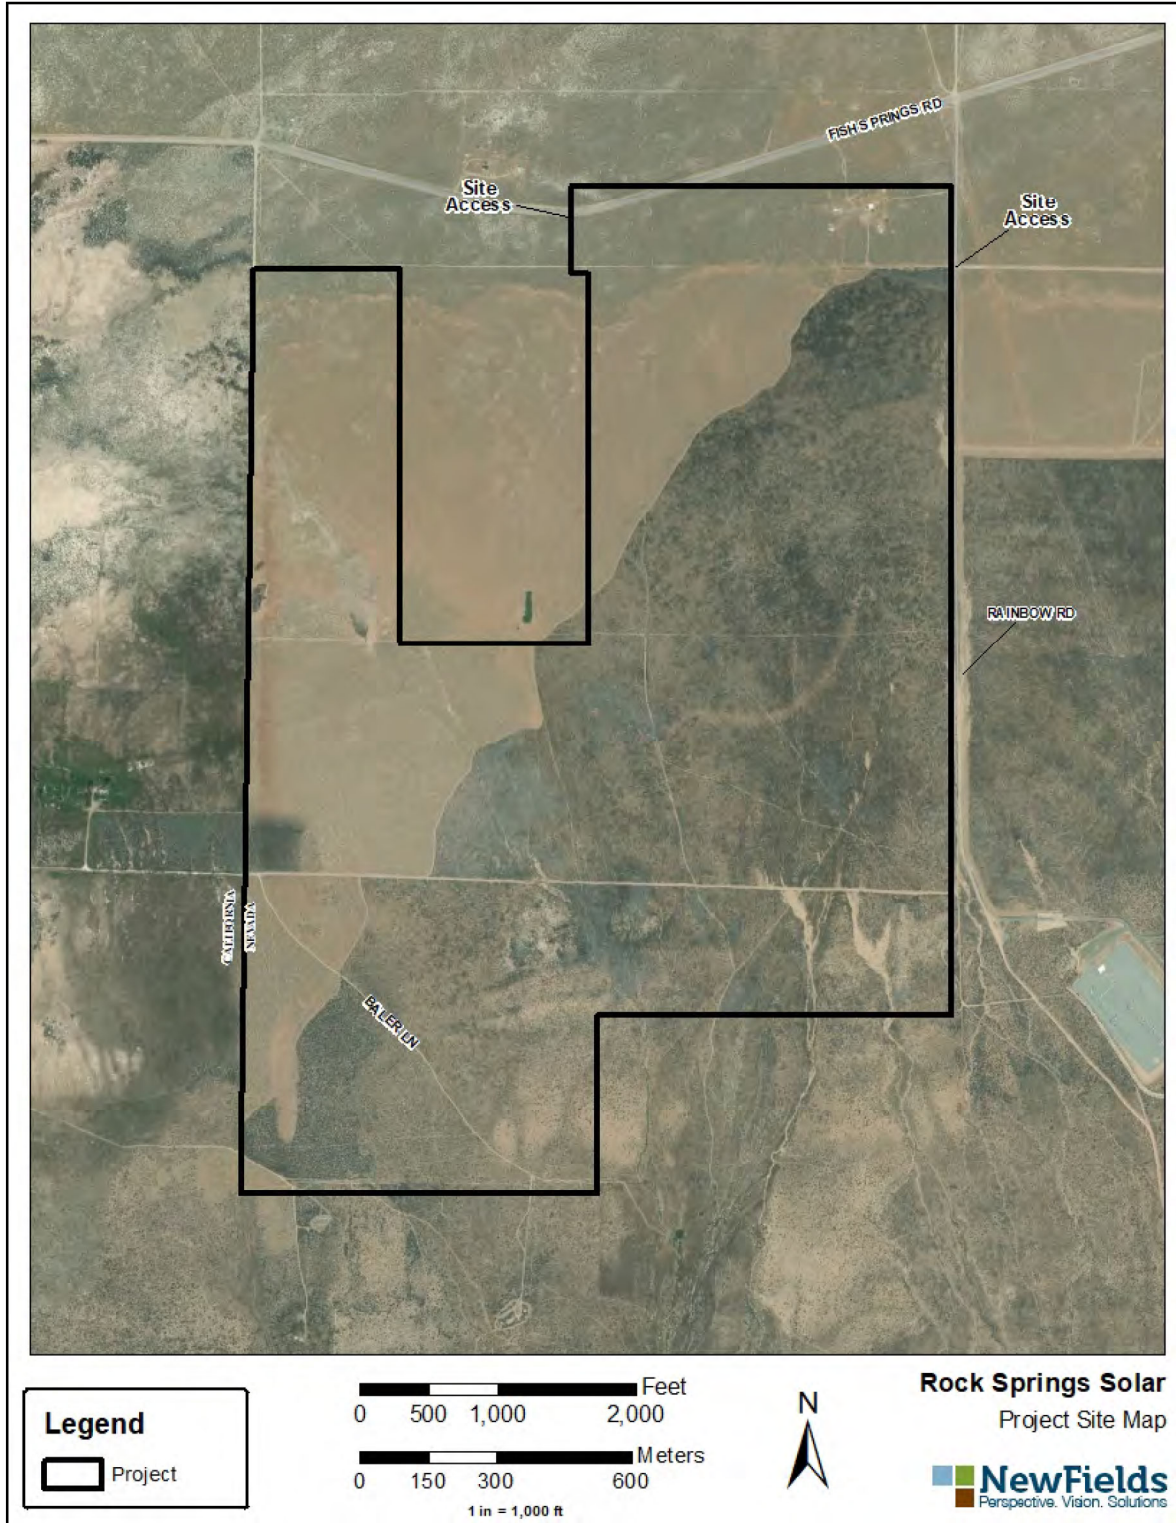 FISH SPRINGS RD
Site
Access
Site
Access
RAINBOW RD
CALIFORNIA
NEVADA
BALER LN
Legend
Project
Feet
0 500 1,000 2,000
Meters
0 150 300 600
1 in = 1,000 ft
N
Rock Springs Solar
Project Site Map
NewFields
Perspective. Vision. Solutions